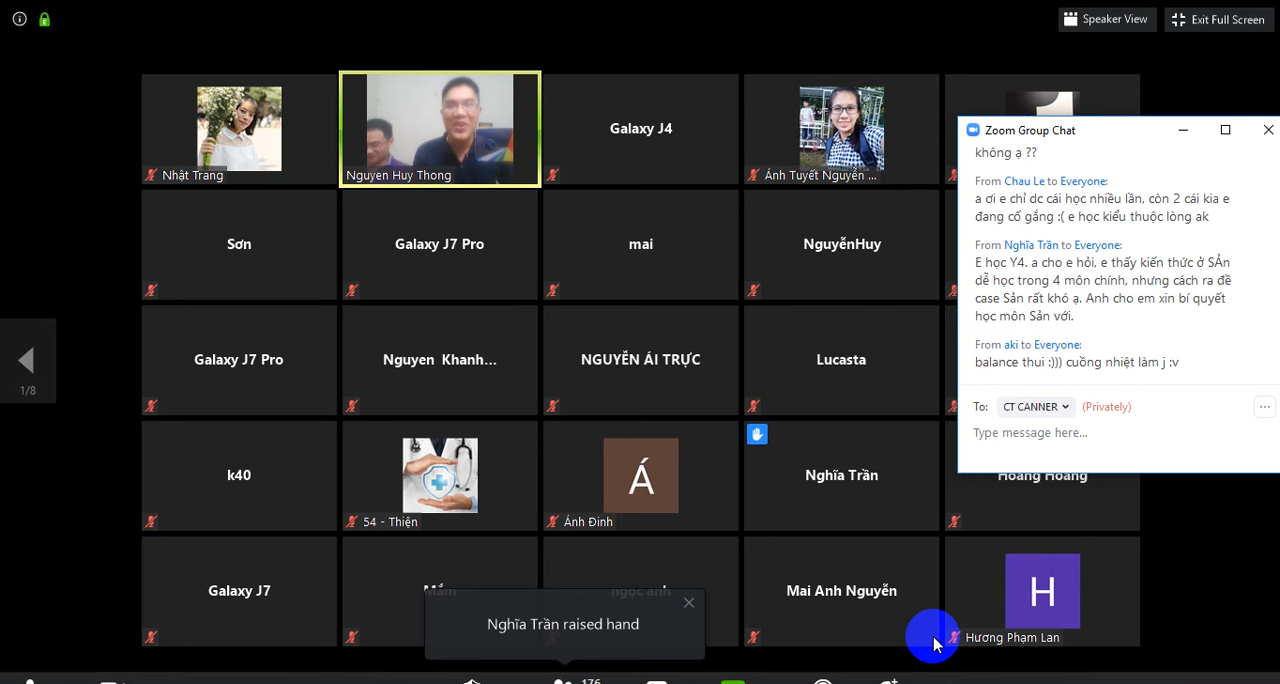 Speaker View
Exit Full Screen
Nhật Trang
Nguyen Huy Thong
Galaxy J4
Ánh Tuyết Nguyễn ...
Sơn
Galaxy J7 Pro
mai
NguyễnHuy
1/8
Galaxy J7 Pro
Nguyen Khanh...
NGUYỄN ÁI TRỰC
Lucasta
k40
54 - Thiện
Á
Ánh Đinh
Nghĩa Trần
Hoàng Hoàng
Galaxy J7
Mắm
ngọc anh
Mai Anh Nguyễn
H
Hương Phạm Lan
Zoom Group Chat
không ạ ??
From Chau Le to Everyone:
a ơi e chỉ dc cái học nhiều lần, còn 2 cái kia e
đang cố gắng :( e học kiểu thuộc lòng ak
From Nghĩa Trần to Everyone:
E học Y4. a cho e hỏi, e thấy kiến thức ở SẢn
dễ học trong 4 môn chính, nhưng cách ra đề
case Sản rất khó ạ. Anh cho em xin bí quyết
học môn Sản với.
From aki to Everyone:
balance thui :))) cuồng nhiệt làm j :v
To: CT CANNER (Privately)
Type message here...
Nghĩa Trần raised hand
176